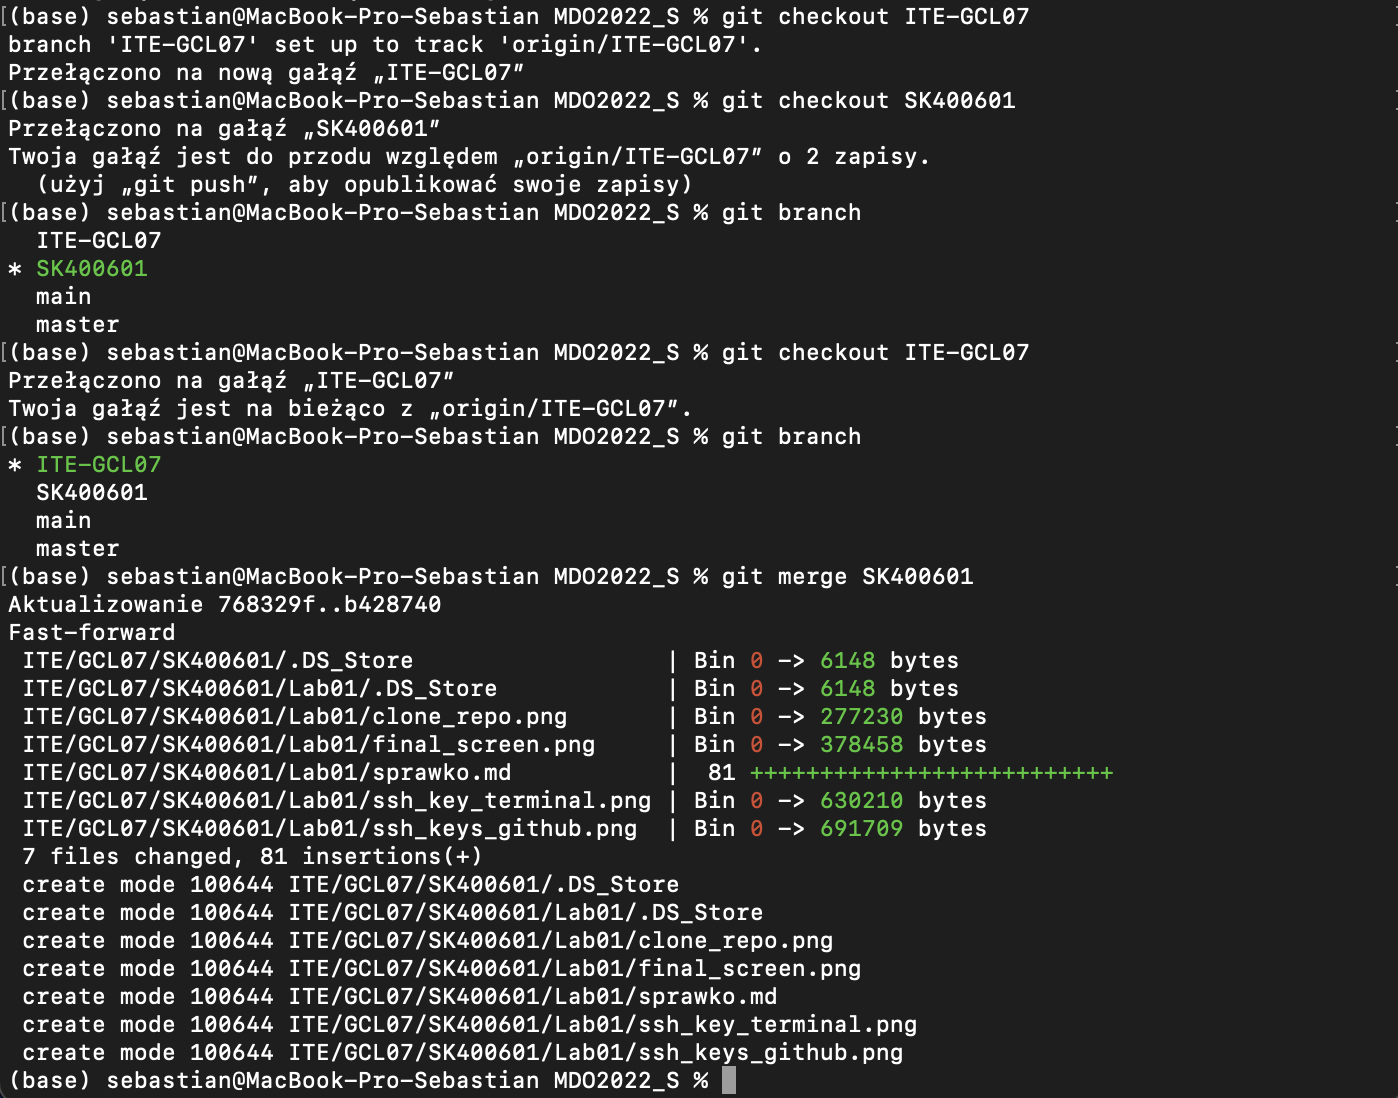 (base) sebastian@MacBook-Pro-Sebastian MDO2022_S % git checkout ITE-GCL07
branch 'ITE-GCL07' set up to track 'origin/ITE-GCL07'.
Przełączono na nową gałąź „ITE-GCL07”
(base) sebastian@MacBook-Pro-Sebastian MDO2022_S % git checkout SK400601
Przełączono na gałąź „SK400601”
Twoja gałąź jest do przodu względem „origin/ITE-GCL07” o 2 zapisy.
  (użyj „git push”, aby opublikować swoje zapisy)
(base) sebastian@MacBook-Pro-Sebastian MDO2022_S % git branch
  ITE-GCL07
* SK400601
  main
  master
(base) sebastian@MacBook-Pro-Sebastian MDO2022_S % git checkout ITE-GCL07
Przełączono na gałąź „ITE-GCL07”
Twoja gałąź jest na bieżąco z „origin/ITE-GCL07”.
(base) sebastian@MacBook-Pro-Sebastian MDO2022_S % git branch
* ITE-GCL07
  SK400601
  main
  master
(base) sebastian@MacBook-Pro-Sebastian MDO2022_S % git merge SK400601
Aktualizowanie 768329f..b428740
Fast-forward
 ITE/GCL07/SK400601/.DS_Store                  | Bin 0 -> 6148 bytes
 ITE/GCL07/SK400601/Lab01/.DS_Store            | Bin 0 -> 6148 bytes
 ITE/GCL07/SK400601/Lab01/clone_repo.png       | Bin 0 -> 277230 bytes
 ITE/GCL07/SK400601/Lab01/final_screen.png     | Bin 0 -> 378458 bytes
 ITE/GCL07/SK400601/Lab01/sprawko.md           |  81 ++++++++++++++++++++++++++
 ITE/GCL07/SK400601/Lab01/ssh_key_terminal.png | Bin 0 -> 630210 bytes
 ITE/GCL07/SK400601/Lab01/ssh_keys_github.png  | Bin 0 -> 691709 bytes
 7 files changed, 81 insertions(+)
 create mode 100644 ITE/GCL07/SK400601/.DS_Store
 create mode 100644 ITE/GCL07/SK400601/Lab01/.DS_Store
 create mode 100644 ITE/GCL07/SK400601/Lab01/clone_repo.png
 create mode 100644 ITE/GCL07/SK400601/Lab01/final_screen.png
 create mode 100644 ITE/GCL07/SK400601/Lab01/sprawko.md
 create mode 100644 ITE/GCL07/SK400601/Lab01/ssh_key_terminal.png
 create mode 100644 ITE/GCL07/SK400601/Lab01/ssh_keys_github.png
(base) sebastian@MacBook-Pro-Sebastian MDO2022_S %